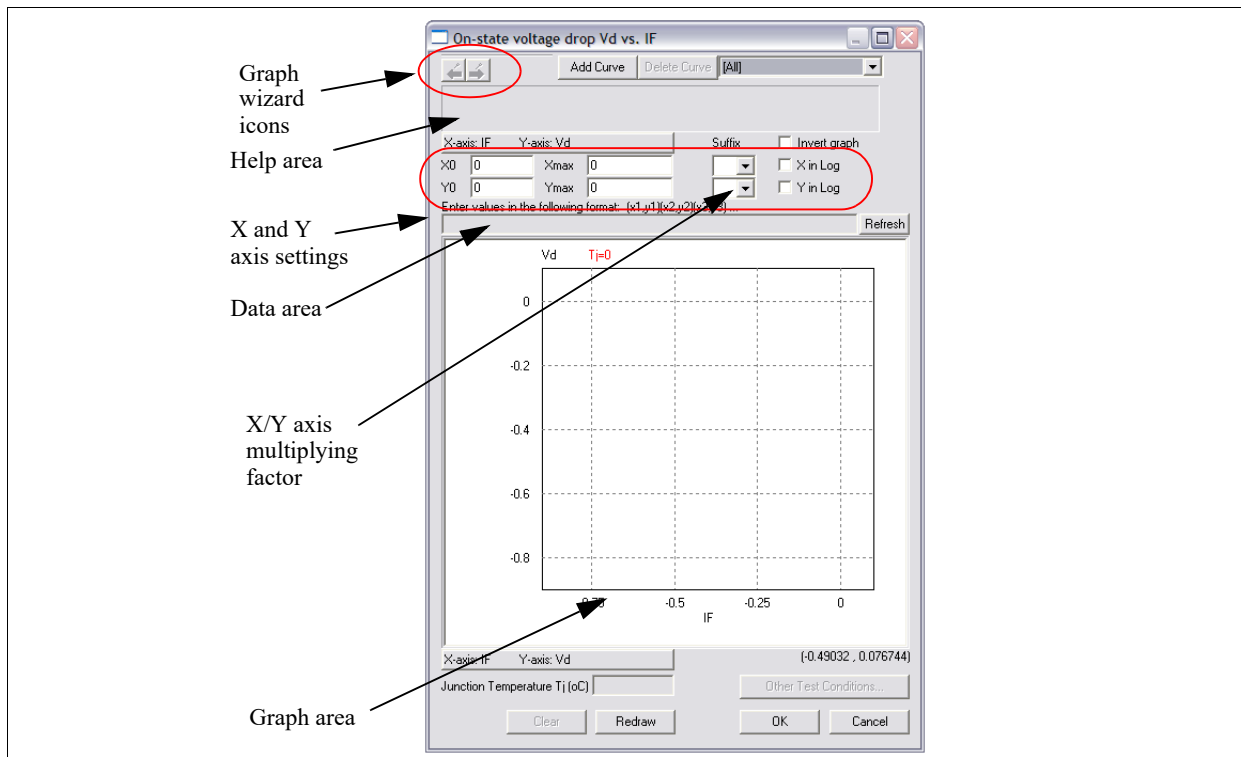 On-state voltage drop Vd vs. IF
Graph
wizard
icons
Add Curve
Delete Curve
[All]
Help area
X-axis: IF Y-axis: Vd
Suffix
Invert graph
X0 0 Xmax 0
X in Log
Y0 0 Ymax 0
Y in Log
Enter values in the following format: (x1,y1)(x2,y2)(x3,y3) ...
X and Y
axis settings
Refresh
Data area
Vd Tj=0
0
-0.2
-0.4
-0.6
-0.8
X/Y axis
multiplying
factor
-0.75 -0.5 -0.25 0
IF
X-axis: IF Y-axis: Vd
(-0.49032 , 0.076744)
Junction Temperature Tj (oC)
Other Test Conditions...
Graph area
Clear
Redraw
OK
Cancel